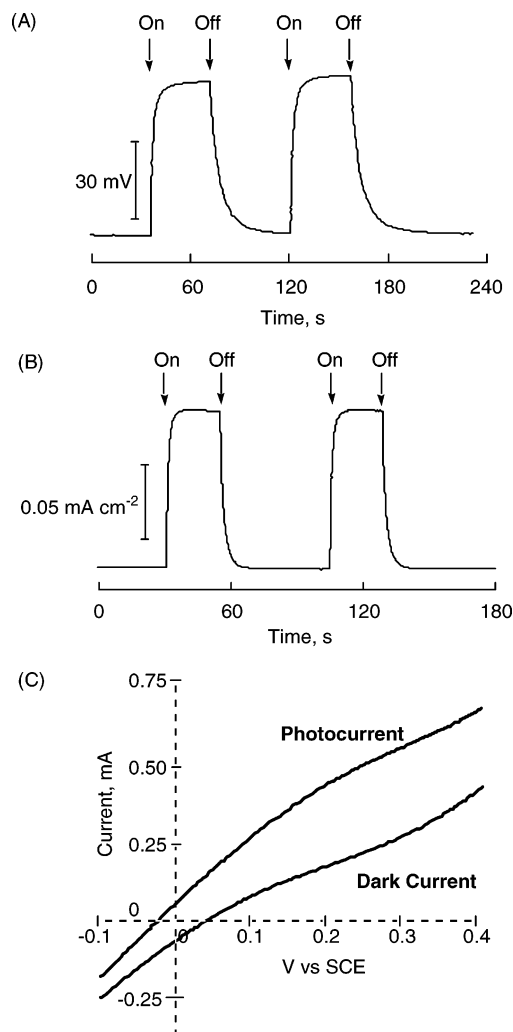 (A)
On Off On Off
30 mV
0 60 120 180 240
Time, s
(B)
On Off On Off
0.05 mA cm-2
0 60 120 180
Time, s
(C)
0.75
Photocurrent
0.50
Current, mA
0.25
Dark Current
0
-0.1 0 0.1 0.2 0.3 0.4
V vs SCE
-0.25